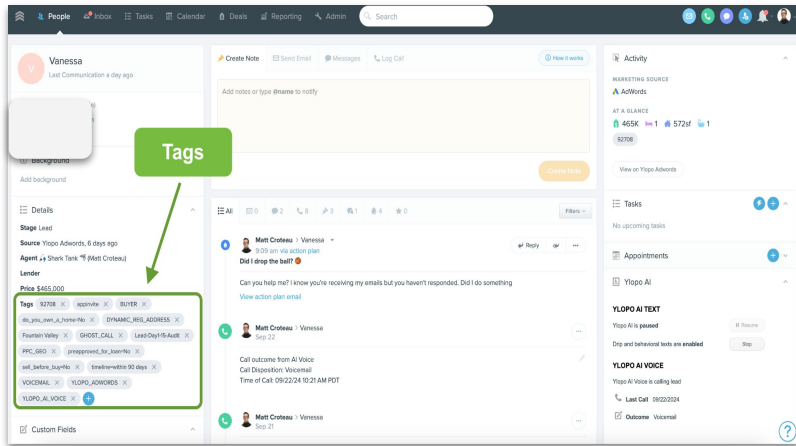 People
Inbox
Tasks
Calendar
Deals
Reporting
Admin
Search
V
Vanessa
Last Communication a day ago
Background
Add background
Tags
Details
Stage Lead
Source Ylopo Adwords, 6 days ago
Agent Shark Tank (Matt Croteau)
Lender
Price $465,000
Tags 92708 X appinvite X BUYER X
do_you_own_a_home=No X DYNAMIC_REG_ADDRESS X
Fountain Valley X GHOST_CALL X Lead-Day1-15-Audit X
PPC_GEO X preapproved_for_loan=No X
sell_before_buy=No X timeline=within 90 days X
VOICEMAIL X YLOPO_ADWORDS X
YLOPO_AI_VOICE X +
Custom Fields
Create Note
Send Email
Messages
Log Call
How it works
Add notes or type @name to notify
Create Note
All 0 2 8 3 1 4 0
Filters
Matt Croteau > Vanessa
9:09 am via action plan
Reply
Did I drop the ball?
Can you help me? I know you're receiving my emails but you haven't responded. Did I do something
View action plan email
Matt Croteau > Vanessa
Sep 22
Call outcome from AI Voice
Call Disposition: Voicemail
Time of Call: 09/22/24 10:21 AM PDT
Matt Croteau > Vanessa
Sep 21
Activity
MARKETING SOURCE
AdWords
AT A GLANCE
465K 1 572sf 1
92708
View on Ylopo Adwords
Tasks
No upcoming tasks
Appointments
Ylopo AI
YLOPO AI TEXT
Ylopo AI is paused
Resume
Drip and behavioral texts are enabled
Stop
YLOPO AI VOICE
Ylopo AI Voice is calling lead
Last Call 09/22/2024
Outcome Voicemail
?